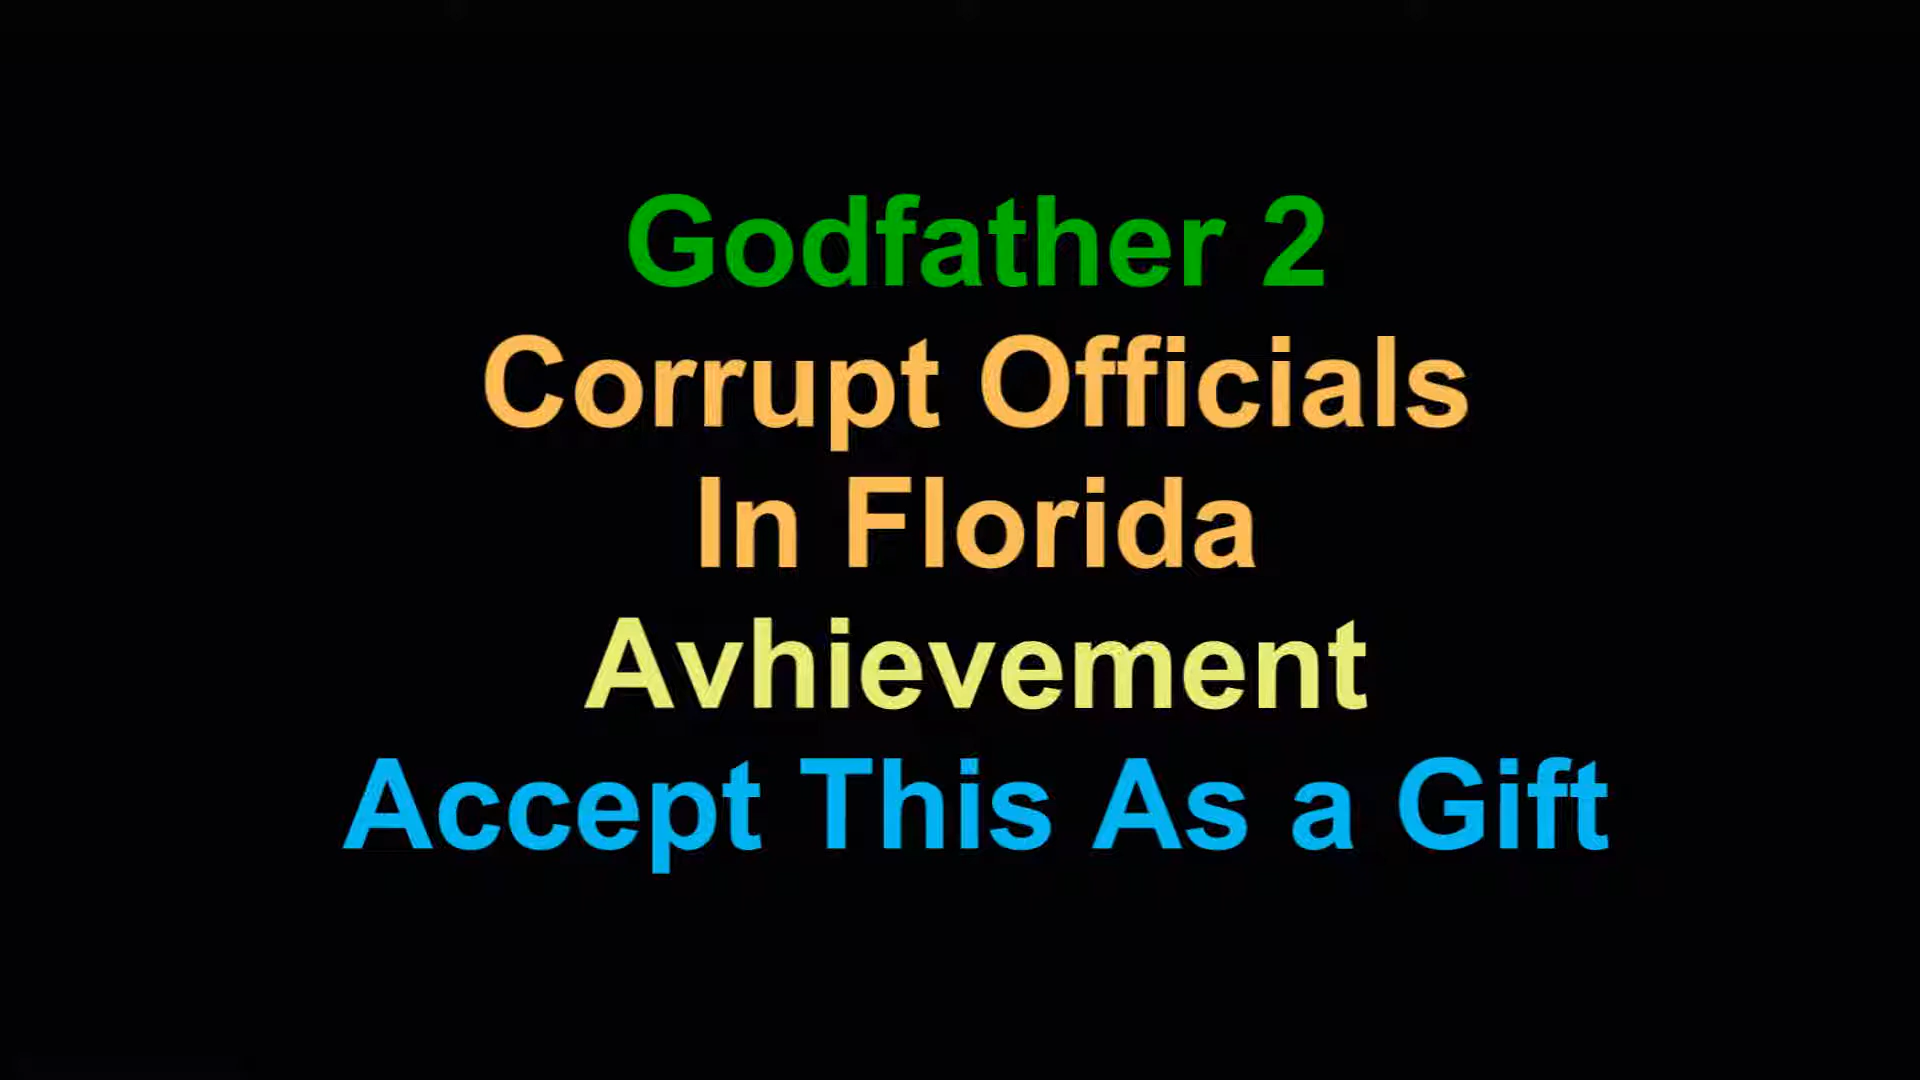 Godfather 2
Corrupt Officials
In Florida
Avhievement
Accept This As a Gift